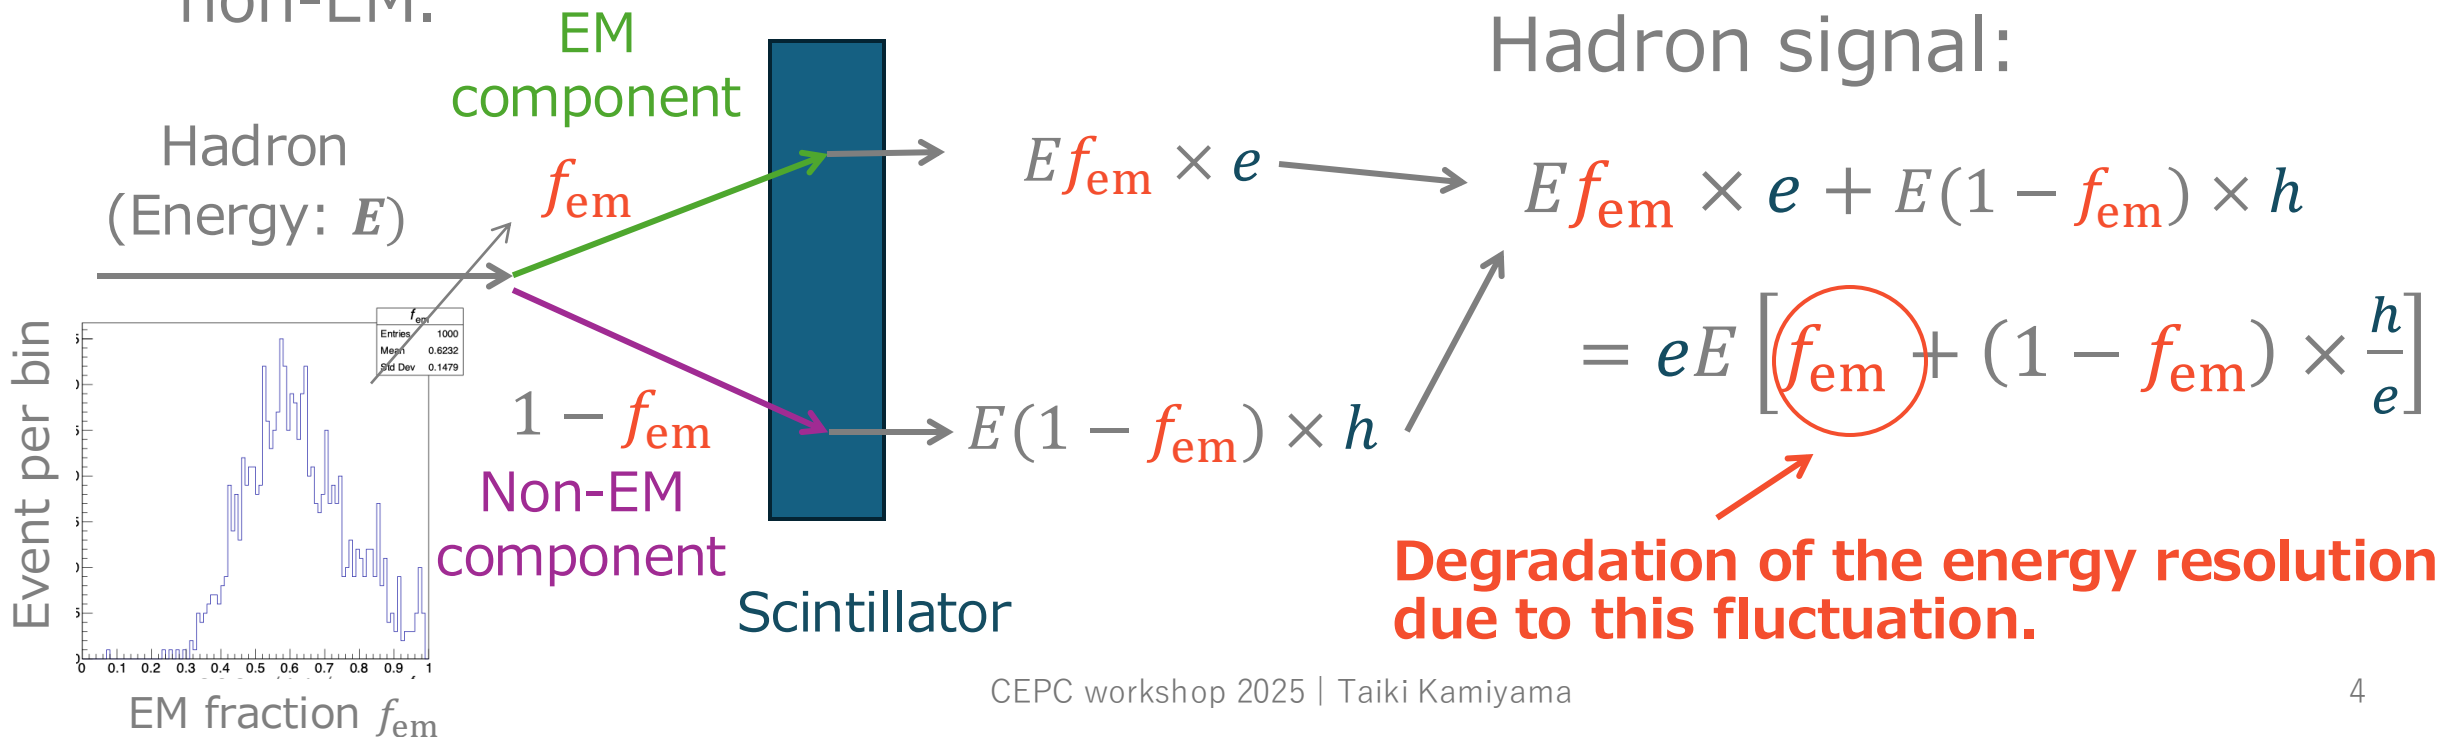 non-EM.
EM
component
Hadron
(Energy: E)
f_em
1 − f_em
Non-EM
component
Scintillator
E f_em × e
E(1 − f_em) × h
Hadron signal:
E f_em × e + E(1 − f_em) × h
= eE [f_em + (1 − f_em) × h/e]
Degradation of the energy resolution
due to this fluctuation.
Event per bin
f_em
Entries 1000
Mean 0.6232
Std Dev 0.1479
0 0.1 0.2 0.3 0.4 0.5 0.6 0.7 0.8 0.9 1
EM fraction f_em
CEPC workshop 2025 | Taiki Kamiyama
4